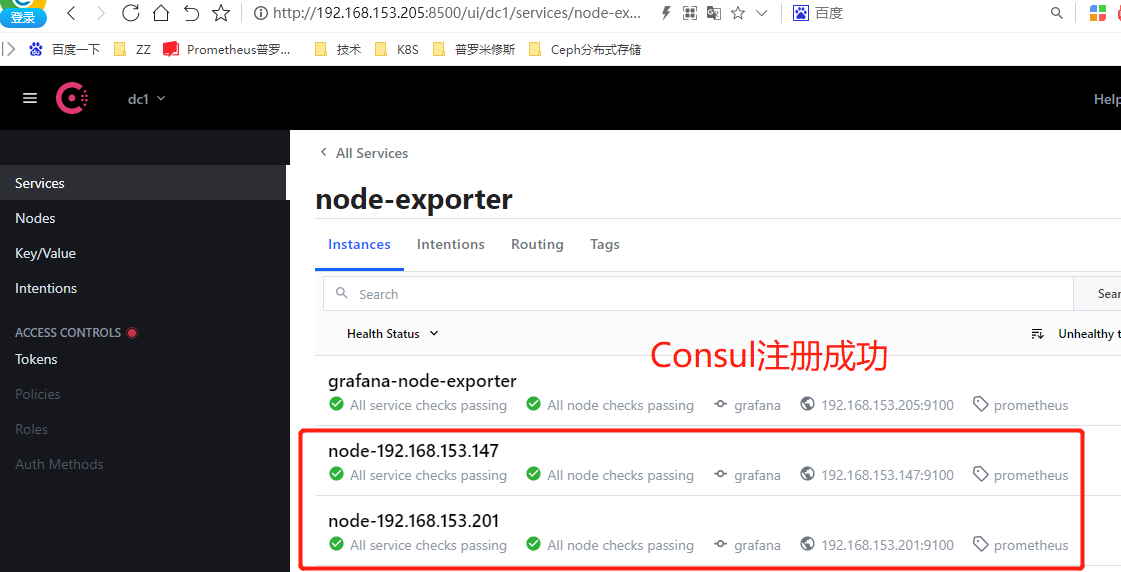 登录
http://192.168.153.205:8500/ui/dc1/services/node-ex...
百度
百度一下 ZZ Prometheus普罗... 技术 K8S 普罗米修斯 Ceph分布式存储
dc1
Help
All Services
node-exporter
Services
Nodes
Key/Value
Intentions
ACCESS CONTROLS
Tokens
Policies
Roles
Auth Methods
Instances Intentions Routing Tags
Search
Sear
Health Status
Unhealthy t
Consul注册成功
grafana-node-exporter
All service checks passing All node checks passing grafana 192.168.153.205:9100 prometheus
node-192.168.153.147
All service checks passing All node checks passing grafana 192.168.153.147:9100 prometheus
node-192.168.153.201
All service checks passing All node checks passing grafana 192.168.153.201:9100 prometheus